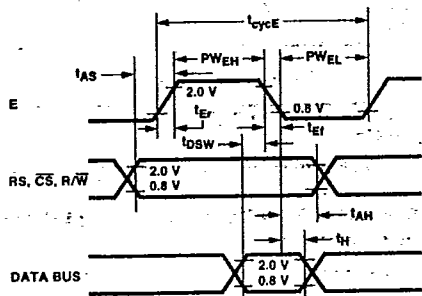 tcycE
tAS
PWEH
PWEL
E
2.0 V
0.8 V
tEr
tEf
tDSW
RS, C̅S̅, R/W̅
2.0 V
0.8 V
tAH
tH
DATA BUS
2.0 V
0.8 V